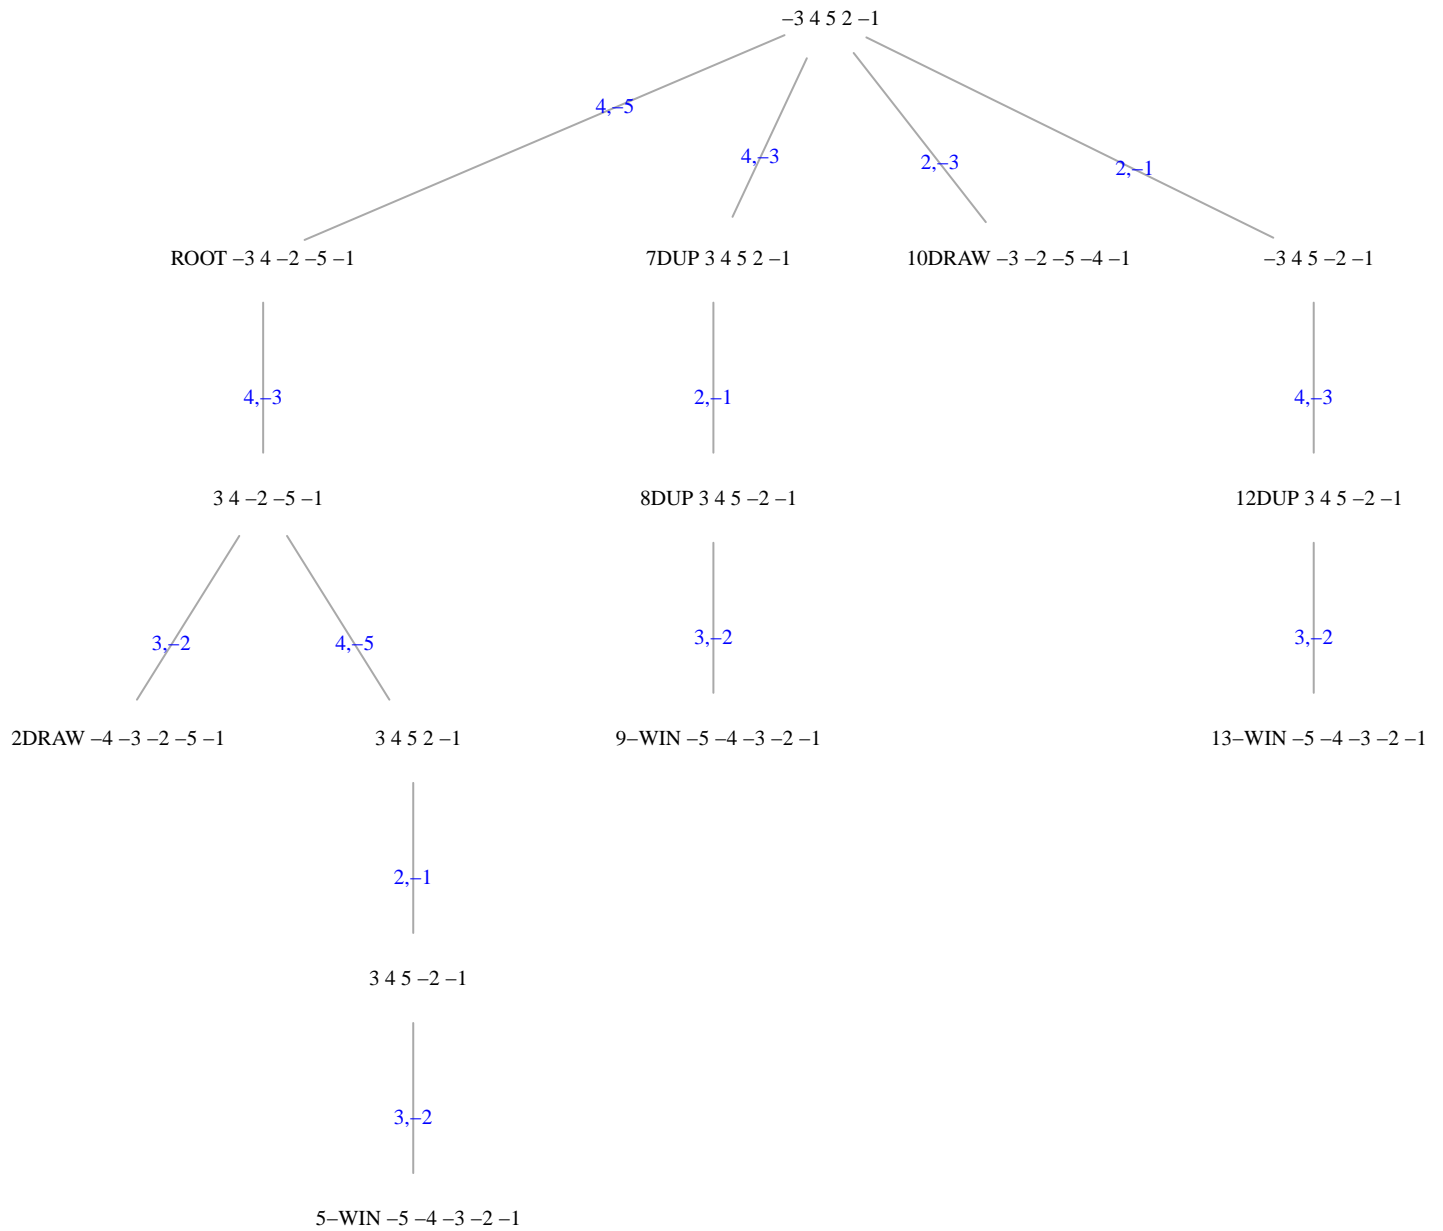 –3 4 5 2 –1
4,–5
4,–3
2,–3
2,–1
ROOT –3 4 –2 –5 –1
7DUP 3 4 5 2 –1
10DRAW –3 –2 –5 –4 –1
–3 4 5 –2 –1
4,–3
2,–1
4,–3
3 4 –2 –5 –1
8DUP 3 4 5 –2 –1
12DUP 3 4 5 –2 –1
3,–2
4,–5
3,–2
3,–2
2DRAW –4 –3 –2 –5 –1
3 4 5 2 –1
9–WIN –5 –4 –3 –2 –1
13–WIN –5 –4 –3 –2 –1
2,–1
3 4 5 –2 –1
3,–2
5–WIN –5 –4 –3 –2 –1